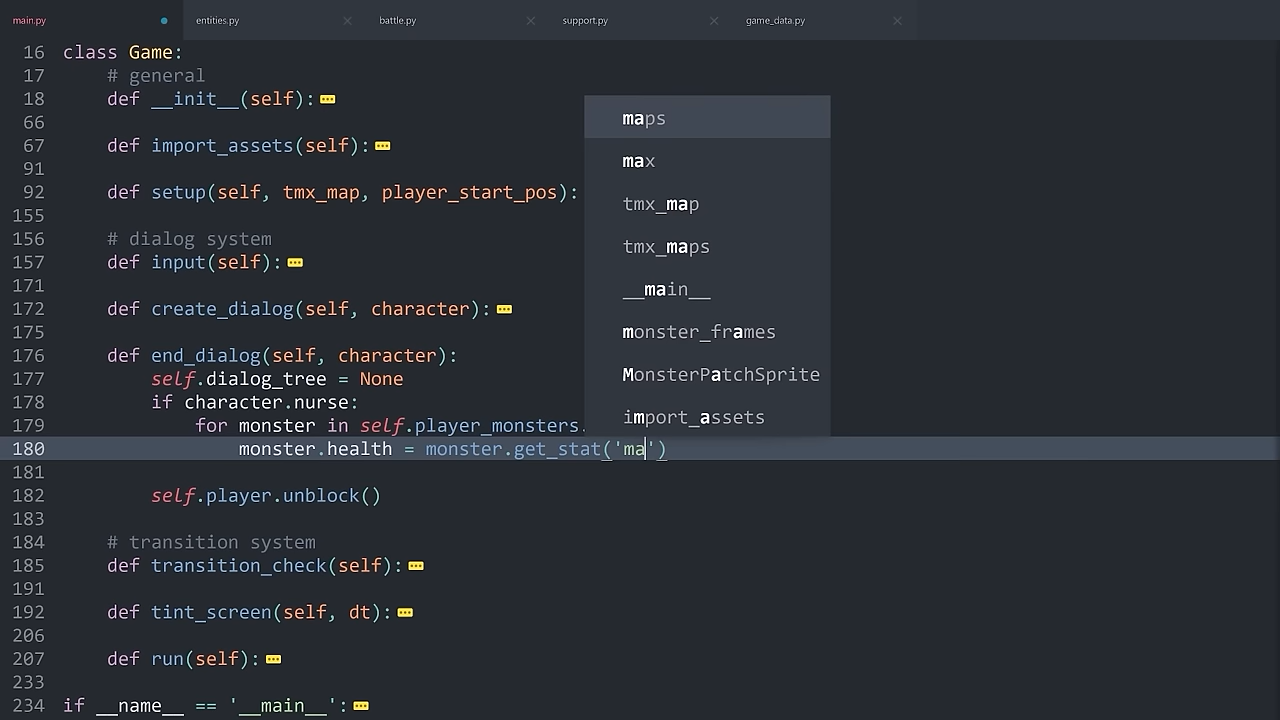 main.py entities.py battle.py support.py game_data.py
16 class Game:
17 # general
18 def __init__(self):
66
67 def import_assets(self):
91
92 def setup(self, tmx_map, player_start_pos):
155
156 # dialog system
157 def input(self):
171
172 def create_dialog(self, character):
175
176 def end_dialog(self, character):
177 self.dialog_tree = None
178 if character.nurse:
179 for monster in self.player_monsters.
180 monster.health = monster.get_stat('ma')
181
182 self.player.unblock()
183
184 # transition system
185 def transition_check(self):
191
192 def tint_screen(self, dt):
206
207 def run(self):
233
234 if __name__ == '__main__':
maps
max
tmx_map
tmx_maps
__main__
monster_frames
MonsterPatchSprite
import_assets